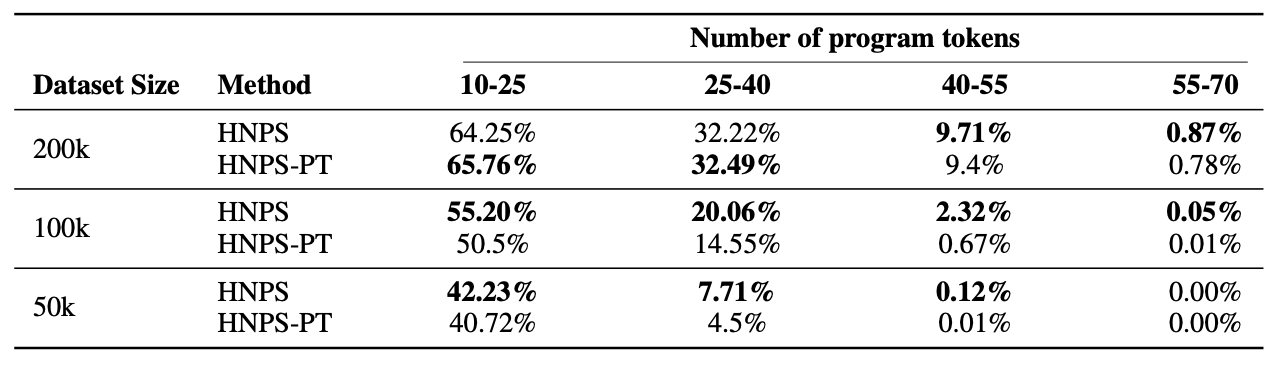 Number of program tokens
Dataset Size Method 10-25 25-40 40-55 55-70
200k HNPS 64.25% 32.22% 9.71% 0.87%
HNPS-PT 65.76% 32.49% 9.4% 0.78%
100k HNPS 55.20% 20.06% 2.32% 0.05%
HNPS-PT 50.5% 14.55% 0.67% 0.01%
50k HNPS 42.23% 7.71% 0.12% 0.00%
HNPS-PT 40.72% 4.5% 0.01% 0.00%